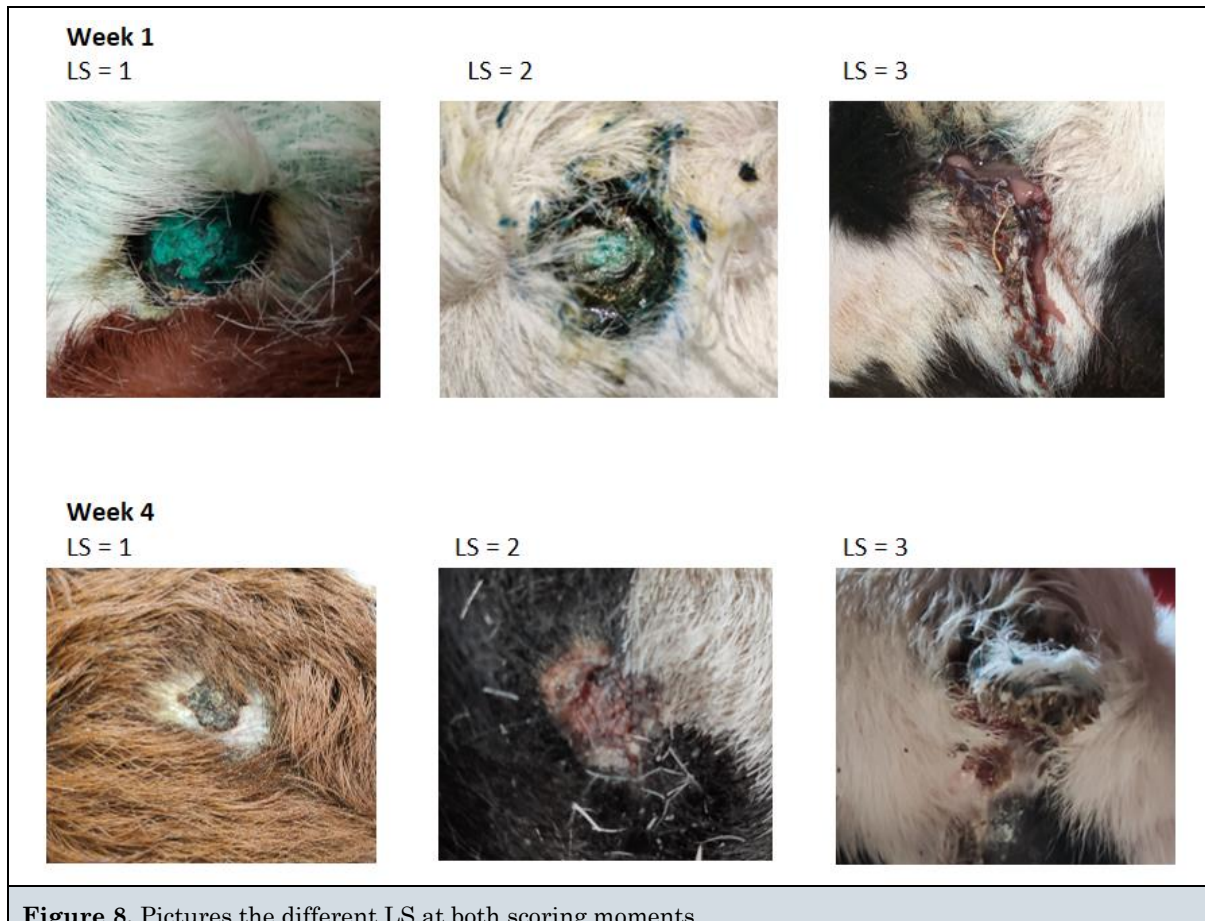 Week 1
LS = 1 LS = 2 LS = 3
Week 4
LS = 1 LS = 2 LS = 3
Figure 8. Pictures the different LS at both scoring moments